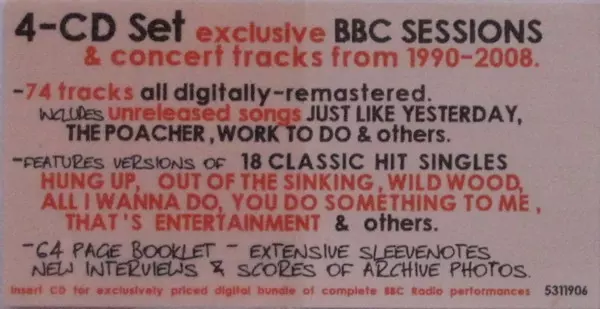 4-CD Set exclusive BBC SESSIONS
& concert tracks from 1990-2008.
-74 tracks all digitally-remastered.
INCLUDES unreleased songs JUST LIKE YESTERDAY,
THE POACHER, WORK TO DO & others.
-FEATURES VERSIONS OF 18 CLASSIC HIT SINGLES
HUNG UP, OUT OF THE SINKING, WILD WOOD,
ALL I WANNA DO, YOU DO SOMETHING TO ME,
THAT'S ENTERTAINMENT & others.
-64 PAGE BOOKLET - EXTENSIVE SLEEVENOTES
NEW INTERVIEWS & SCORES OF ARCHIVE PHOTOS.
Insert CD for exclusively priced digital bundle of complete BBC Radio performances 5311906